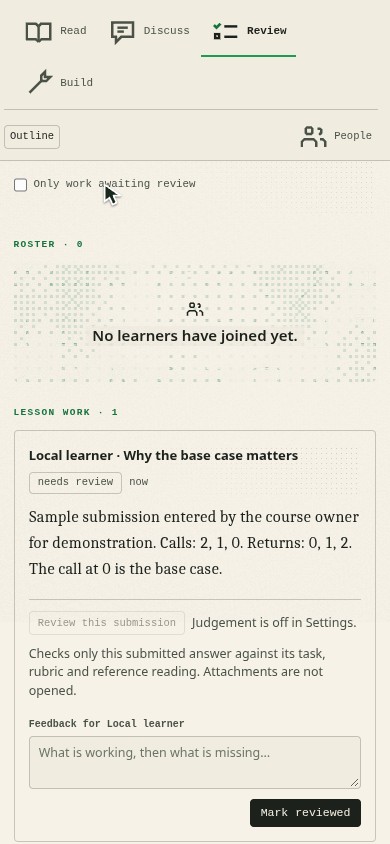 Read
Discuss
Review
Build
Outline
People
Only work awaiting review
ROSTER · 0
No learners have joined yet.
LESSON WORK · 1
Local learner · Why the base case matters
needs review
now
Sample submission entered by the course owner
for demonstration. Calls: 2, 1, 0. Returns: 0, 1, 2.
The call at 0 is the base case.
Review this submission
Judgement is off in Settings.
Checks only this submitted answer against its task,
rubric and reference reading. Attachments are not
opened.
Feedback for Local learner
What is working, then what is missing…
Mark reviewed